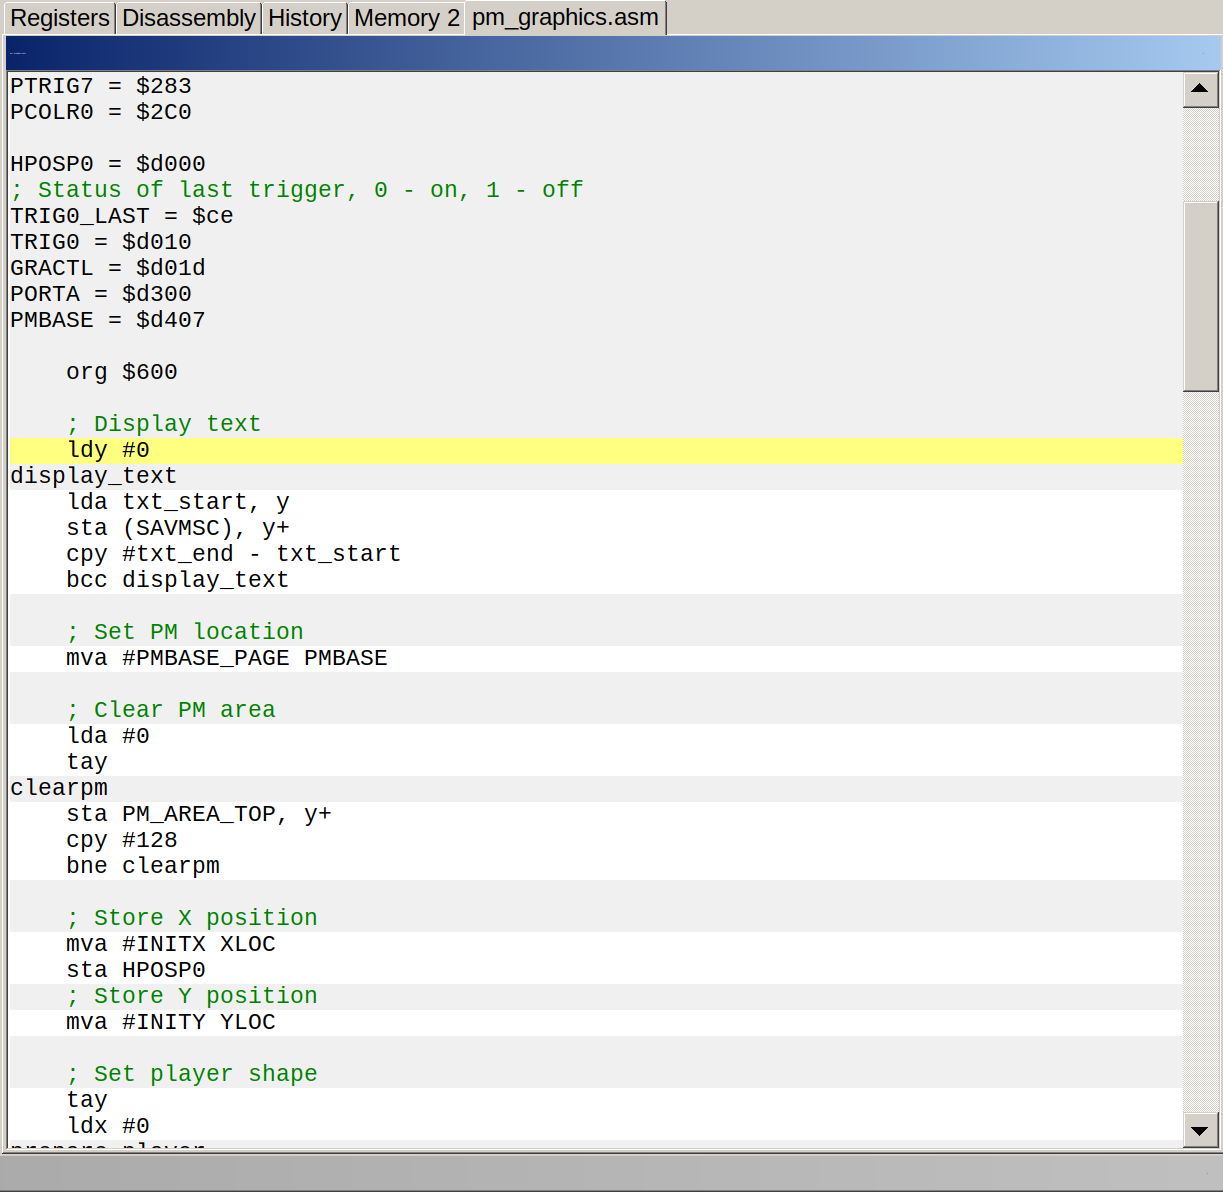 Registers Disassembly History Memory 2 pm_graphics.asm
PTRIG7 = $283
PCOLR0 = $2C0
HPOSP0 = $d000
; Status of last trigger, 0 - on, 1 - off
TRIG0_LAST = $ce
TRIG0 = $d010
GRACTL = $d01d
PORTA = $d300
PMBASE = $d407
org $600
; Display text
ldy #0
display_text
lda txt_start, y
sta (SAVMSC), y+
cpy #txt_end - txt_start
bcc display_text
; Set PM location
mva #PMBASE_PAGE PMBASE
; Clear PM area
lda #0
tay
clearpm
sta PM_AREA_TOP, y+
cpy #128
bne clearpm
; Store X position
mva #INITX XLOC
sta HPOSP0
; Store Y position
mva #INITY YLOC
; Set player shape
tay
ldx #0